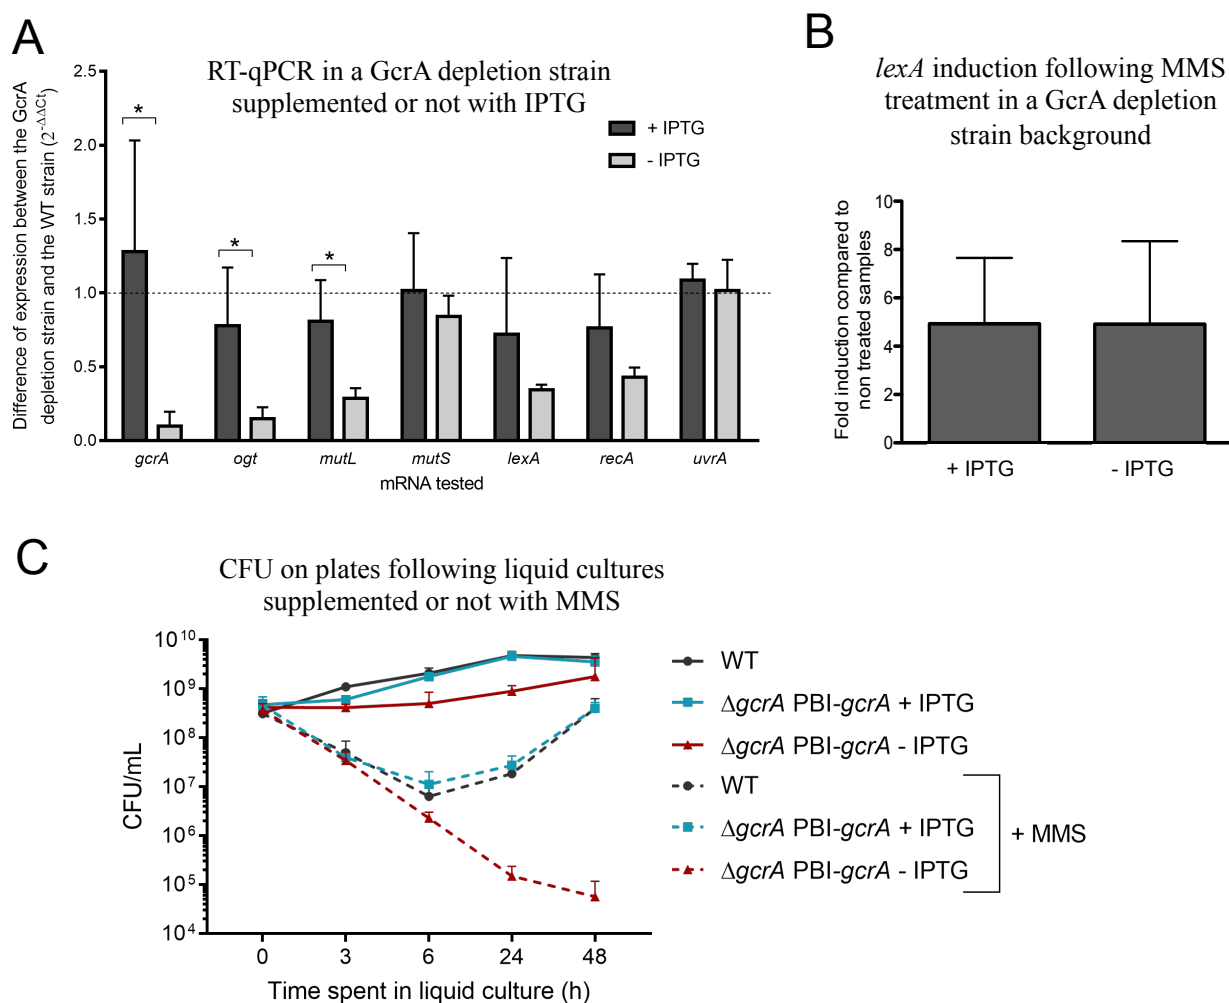 A
RT-qPCR in a GcrA depletion strain
supplemented or not with IPTG
Difference of expression between the GcrA
depletion strain and the WT strain (2^-ΔΔCt)
2.5
2.0
1.5
1.0
0.5
0.0
*
*
*
+ IPTG
- IPTG
gcrA
ogt
mutL
mutS
lexA
recA
uvrA
mRNA tested
B
lexA induction following MMS
treatment in a GcrA depletion
strain background
Fold induction compared to
non treated samples
10
8
6
4
2
0
+ IPTG
- IPTG
C
CFU on plates following liquid cultures
supplemented or not with MMS
CFU/mL
10^10
10^9
10^8
10^7
10^6
10^5
10^4
0
3
6
24
48
Time spent in liquid culture (h)
WT
ΔgcrA PBI-gcrA + IPTG
ΔgcrA PBI-gcrA - IPTG
WT
ΔgcrA PBI-gcrA + IPTG
ΔgcrA PBI-gcrA - IPTG
+ MMS